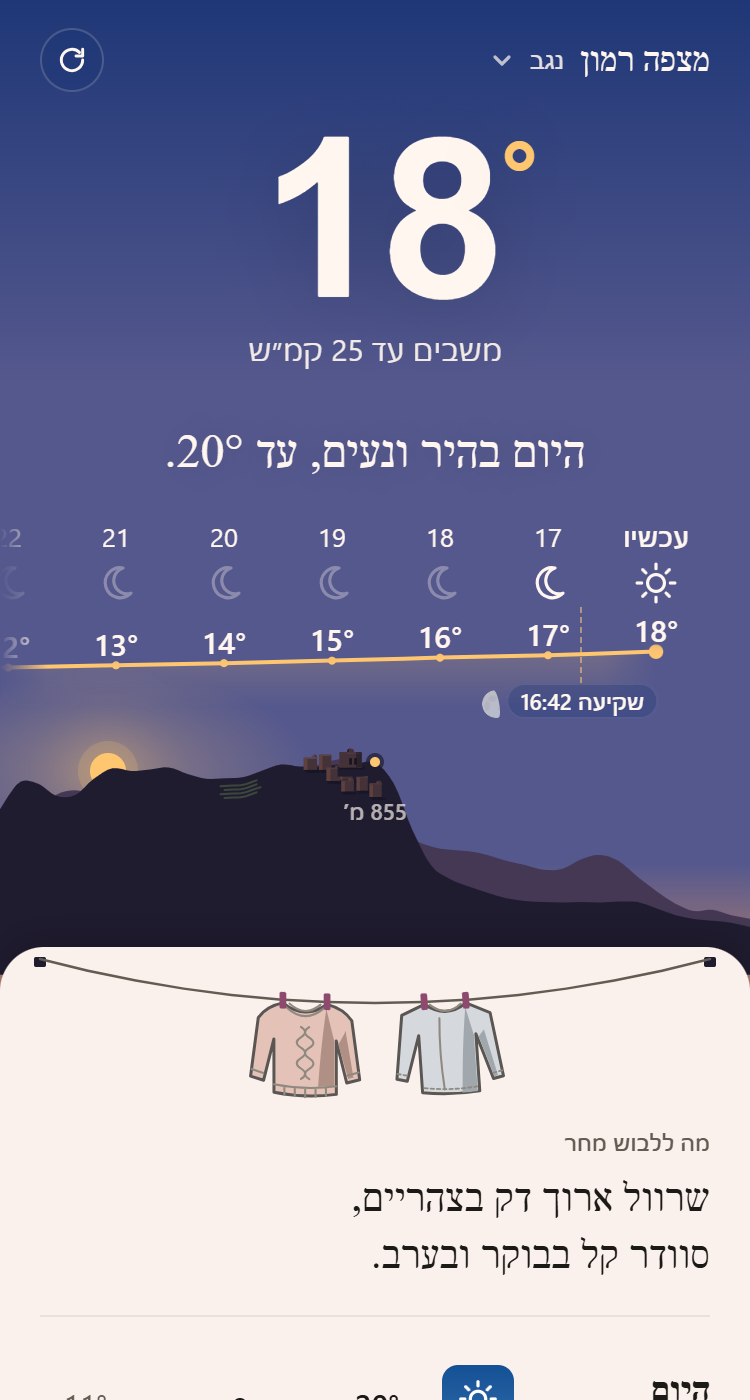 מצפה רמון נגב
18°
משבים עד 25 קמ״ש
היום בהיר ונעים, עד 20°.
עכשיו 17 18 19 20 21 22
18° 17° 16° 15° 14° 13°
שקיעה 16:42
855 מ׳
מה ללבוש מחר
שרוול ארוך דק בצהריים,
סוודר קל בבוקר ובערב.
היום